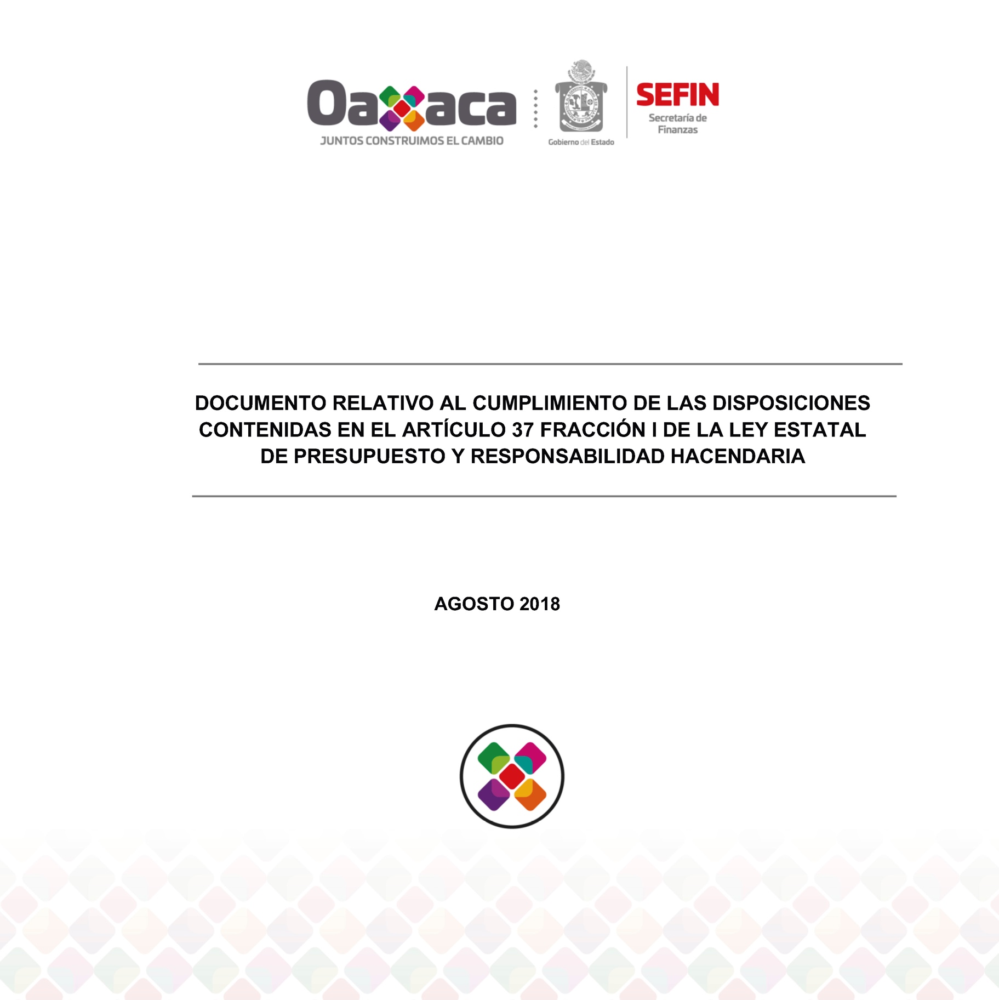 Oaxaca
JUNTOS CONSTRUIMOS EL CAMBIO
Gobierno del Estado
SEFIN
Secretaría de
Finanzas
DOCUMENTO RELATIVO AL CUMPLIMIENTO DE LAS DISPOSICIONES
CONTENIDAS EN EL ARTÍCULO 37 FRACCIÓN I DE LA LEY ESTATAL
DE PRESUPUESTO Y RESPONSABILIDAD HACENDARIA
AGOSTO 2018